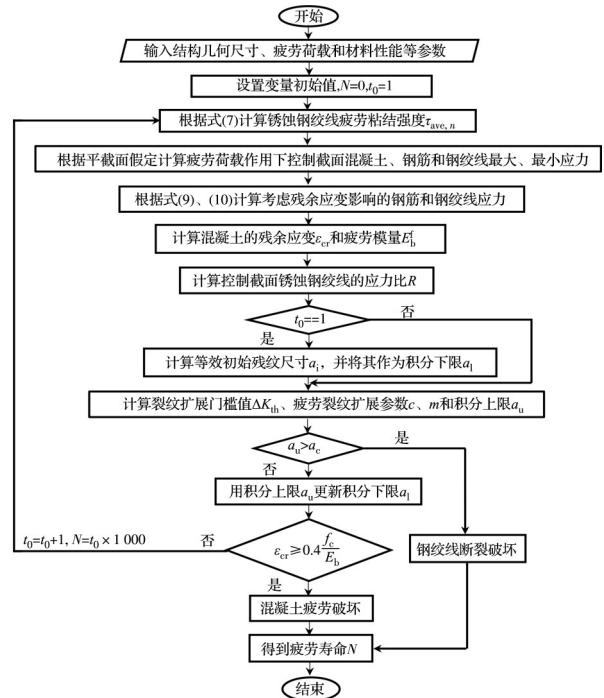 开始
输入结构几何尺寸、疲劳荷载和材料性能等参数
设置变量初始值,N=0,t₀=1
根据式(7)计算锈蚀钢绞线疲劳粘结强度τave, n
根据平截面假定计算疲劳荷载作用下控制截面混凝土、钢筋和钢绞线最大、最小应力
根据式(9)、(10)计算考虑残余应变影响的钢筋和钢绞线应力
计算混凝土的残余应变εcr和疲劳模量Ebᶠ
计算控制截面锈蚀钢绞线的应力比R
t₀==1
否
是
计算等效初始残纹尺寸ai，并将其作为积分下限al
计算裂纹扩展门槛值ΔKth、疲劳裂纹扩展参数c、m和积分上限au
au>ac
是
否
用积分上限au更新积分下限al
t₀=t₀+1, N=t₀×1 000
否
εcr≥0.4 fc/Eb
钢绞线断裂破坏
是
混凝土疲劳破坏
得到疲劳寿命N
结束